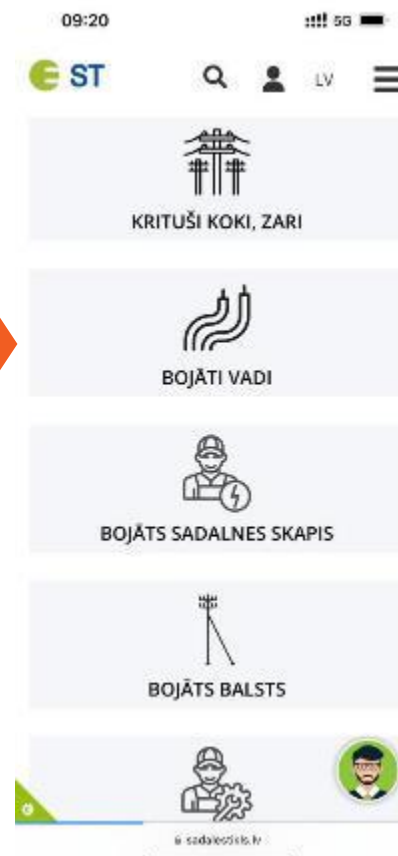 09:20
5G
ST
LV
KRITUŠI KOKI, ZARI
BOJĀTI VADI
BOJĀTS SADALNES SKAPIS
BOJĀTS BALSTS
sadalestikls.lv